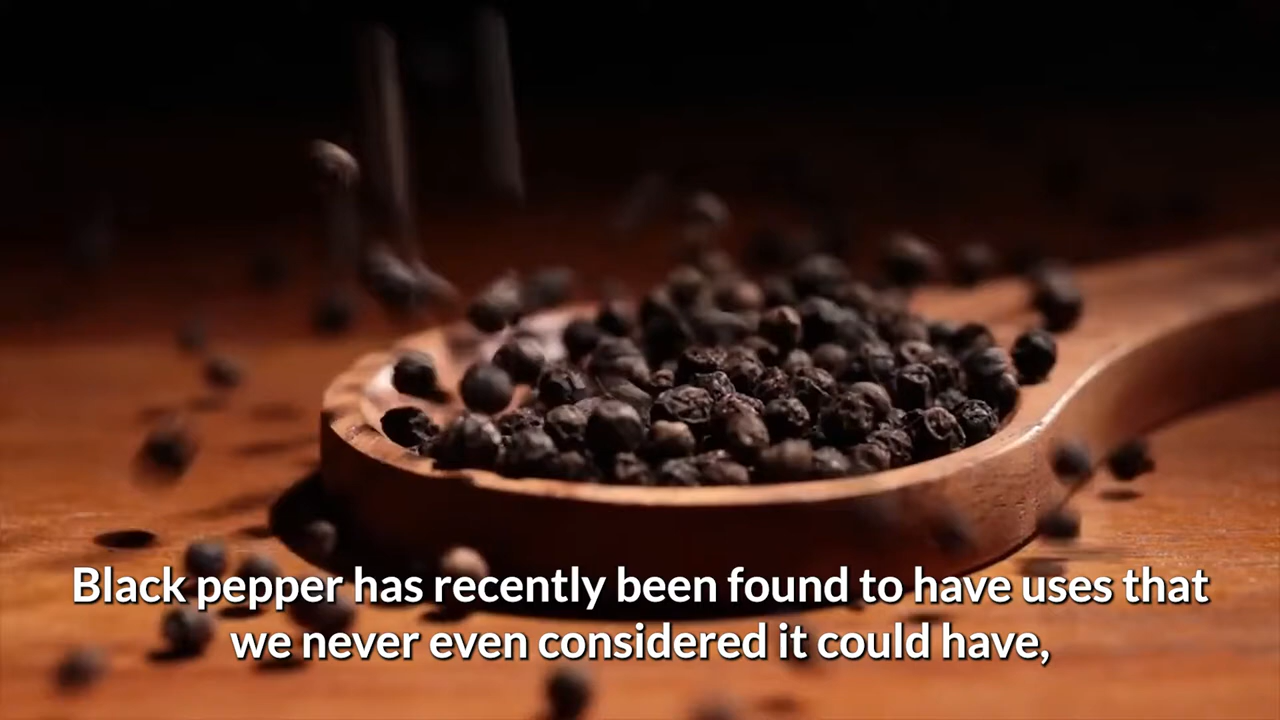 Black pepper has recently been found to have uses that
we never even considered it could have,